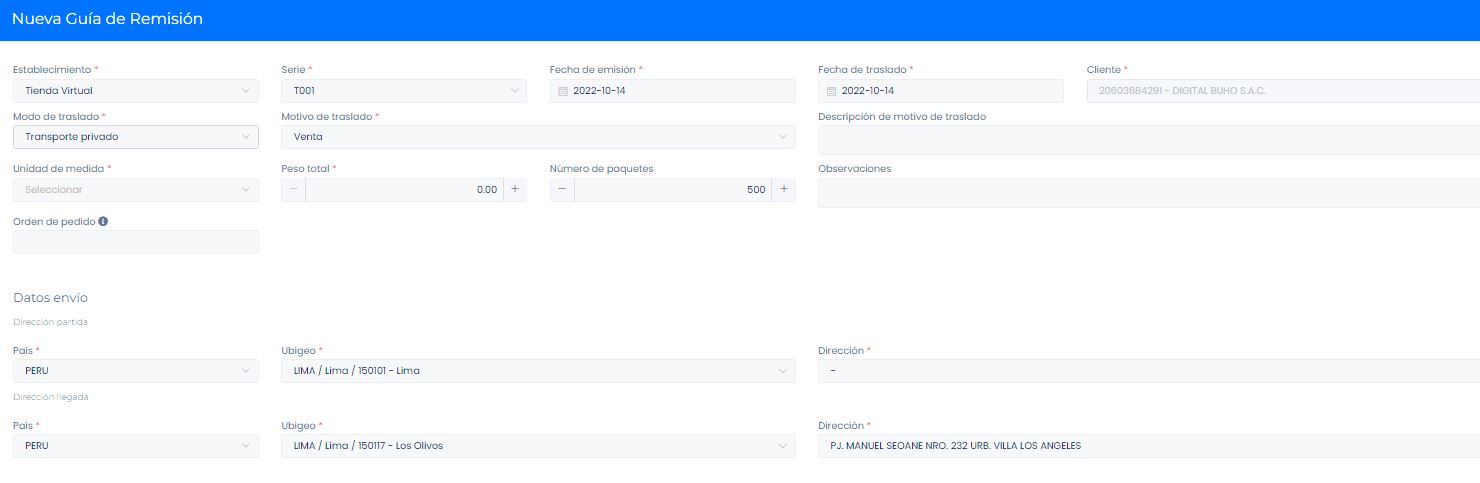 Nueva Guía de Remisión
Establecimiento * Serie * Fecha de emisión * Fecha de traslado * Cliente *
Tienda Virtual T001 2022-10-14 2022-10-14 20603684291 - DIGITAL BUHO S.A.C.
Modo de traslado * Motivo de traslado * Descripción de motivo de traslado
Transporte privado Venta
Unidad de medida * Peso total * Número de paquetes Observaciones
Seleccionar − 0.00 + − 500 +
Orden de pedido
Datos envío
Dirección partida
País * Ubigeo * Dirección *
PERU LIMA / Lima / 150101 - Lima -
Dirección llegada
País * Ubigeo * Dirección *
PERU LIMA / Lima / 150117 - Los Olivos PJ. MANUEL SEOANE NRO. 232 URB. VILLA LOS ANGELES